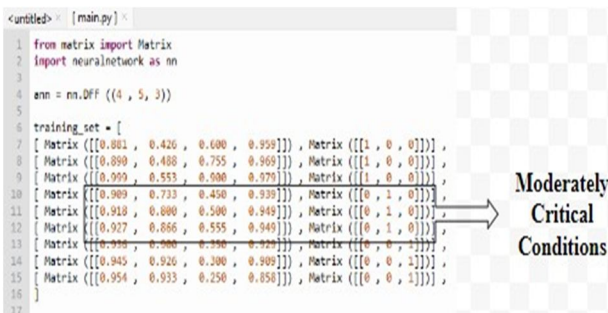 <untitled> × [ main.py ] ×
1 from matrix import Matrix
2 import neuralnetwork as nn
3
4 ann = nn.Dff ((4 , 5, 3))
5
6 training_set = [
7 [ Matrix ([[0.881 , 0.426 , 0.600 , 0.959]]) , Matrix ([[1 , 0 , 0]])] ,
8 [ Matrix ([[0.890 , 0.488 , 0.755 , 0.969]]) , Matrix ([[1 , 0 , 0]])] ,
9 [ Matrix ([[0.999 , 0.553 , 0.900 , 0.979]]) , Matrix ([[1 , 0 , 0]])] ,
10 [ Matrix ([[0.909 , 0.733 , 0.450 , 0.939]]) , Matrix ([[0 , 1 , 0]])] ,
11 [ Matrix ([[0.918 , 0.800 , 0.500 , 0.949]]) , Matrix ([[0 , 1 , 0]])] ,
12 [ Matrix ([[0.927 , 0.866 , 0.555 , 0.949]]) , Matrix ([[0 , 1 , 0]])] ,
13 [ Matrix
14 [ Matrix ([[0.945 , 0.926 , 0.300 , 0.909]]) , Matrix ([[0 , 0 , 1]])] ,
15 [ Matrix ([[0.954 , 0.933 , 0.250 , 0.858]]) , Matrix ([[0 , 0 , 1]])] ,
16 ]
17
Moderately
Critical
Conditions